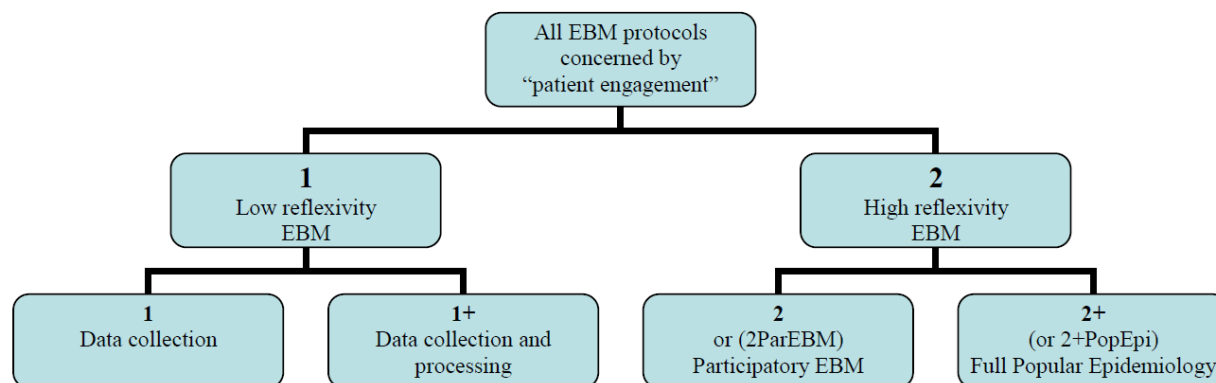 All EBM protocols
concerned by
“patient engagement”
1
Low reflexivity
EBM
2
High reflexivity
EBM
1
Data collection
1+
Data collection and
processing
2
or (2ParEBM)
Participatory EBM
2+
(or 2+PopEpi)
Full Popular Epidemiology